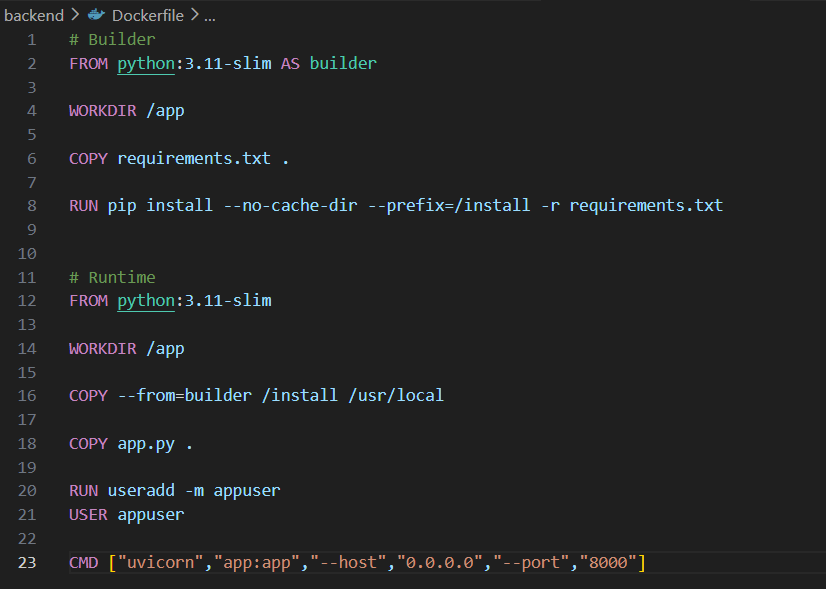 backend > Dockerfile > ...
1 # Builder
2 FROM python:3.11-slim AS builder
3
4 WORKDIR /app
5
6 COPY requirements.txt .
7
8 RUN pip install --no-cache-dir --prefix=/install -r requirements.txt
9
10
11 # Runtime
12 FROM python:3.11-slim
13
14 WORKDIR /app
15
16 COPY --from=builder /install /usr/local
17
18 COPY app.py .
19
20 RUN useradd -m appuser
21 USER appuser
22
23 CMD ["uvicorn","app:app","--host","0.0.0.0","--port","8000"]